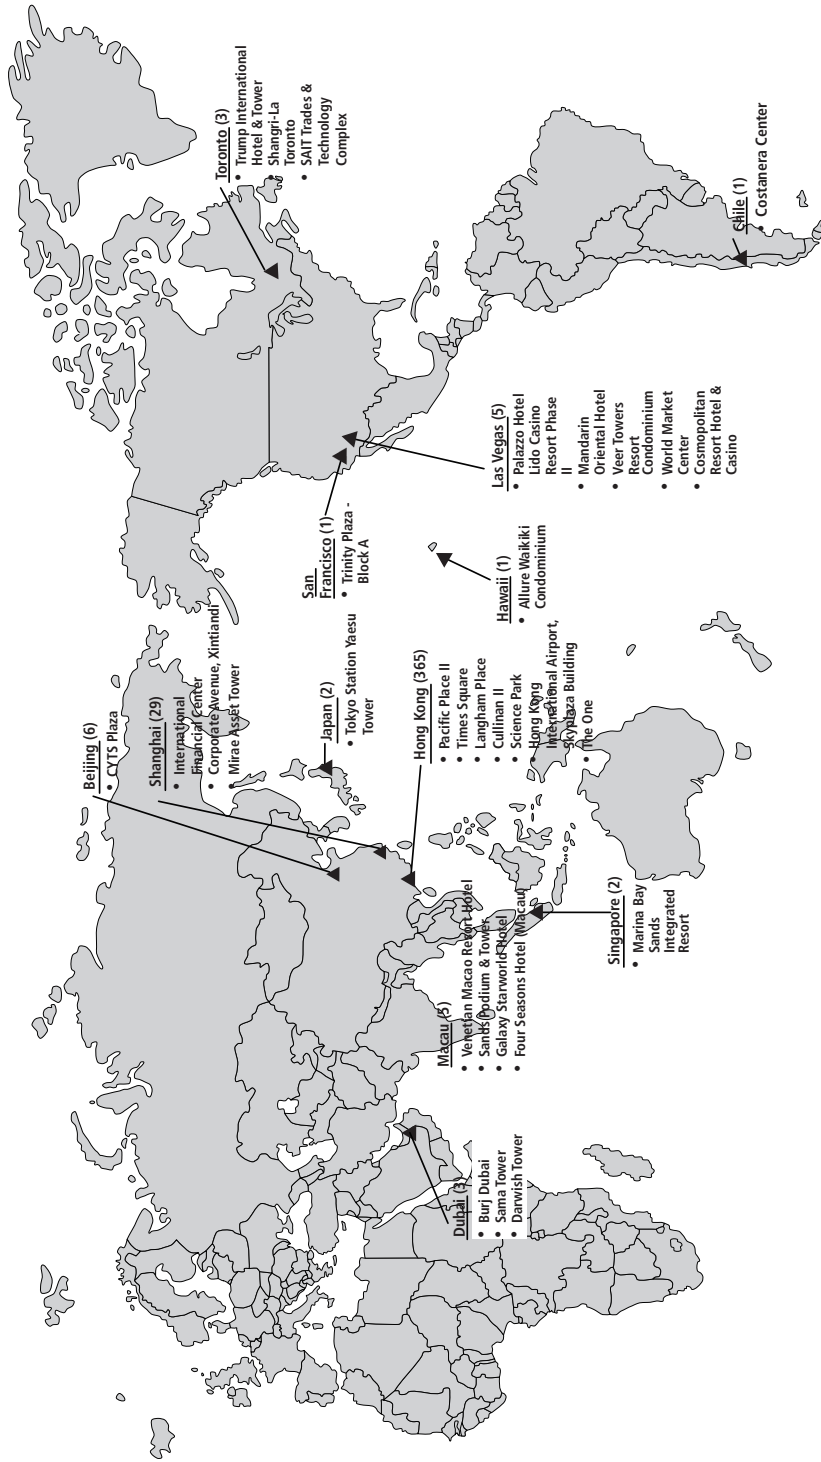 Toronto (3)
• Trump International
Hotel & Tower
• Shangri-La
Toronto
• SAIT Trades &
Technology
Complex
Chile (1)
• Costanera Center
Las Vegas (5)
• Palazzo Hotel
Lido Casino
Resort Phase
II
• Mandarin
Oriental Hotel
• Veer Towers
Resort
Condominium
• World Market
Center
• Cosmopolitan
Resort Hotel &
Casino
San
Francisco (1)
• Trinity Plaza -
Block A
Hawaii (1)
• Allure Waikiki
Condominium
Beijing (6)
• CYTS Plaza
Shanghai (29)
• International
Financial Center
• Corporate Avenue, Xintiandi
• Mirae Asset Tower
Japan (2)
• Tokyo Station Yaesu
Tower
Hong Kong (365)
• Pacific Place II
• Times Square
• Langham Place
• Cullinan II
• Science Park
• Hong Kong
International Airport,
Skyplaza Building
• The One
Singapore (2)
• Marina Bay
Sands
Integrated
Resort
Macau (5)
• Venetian Macao Resort Hotel
• Sands Podium & Tower
• Galaxy Starworld Hotel
• Four Seasons Hotel (Macau)
Dubai (3)
• Burj Dubai
• Sama Tower
• Darwish Tower